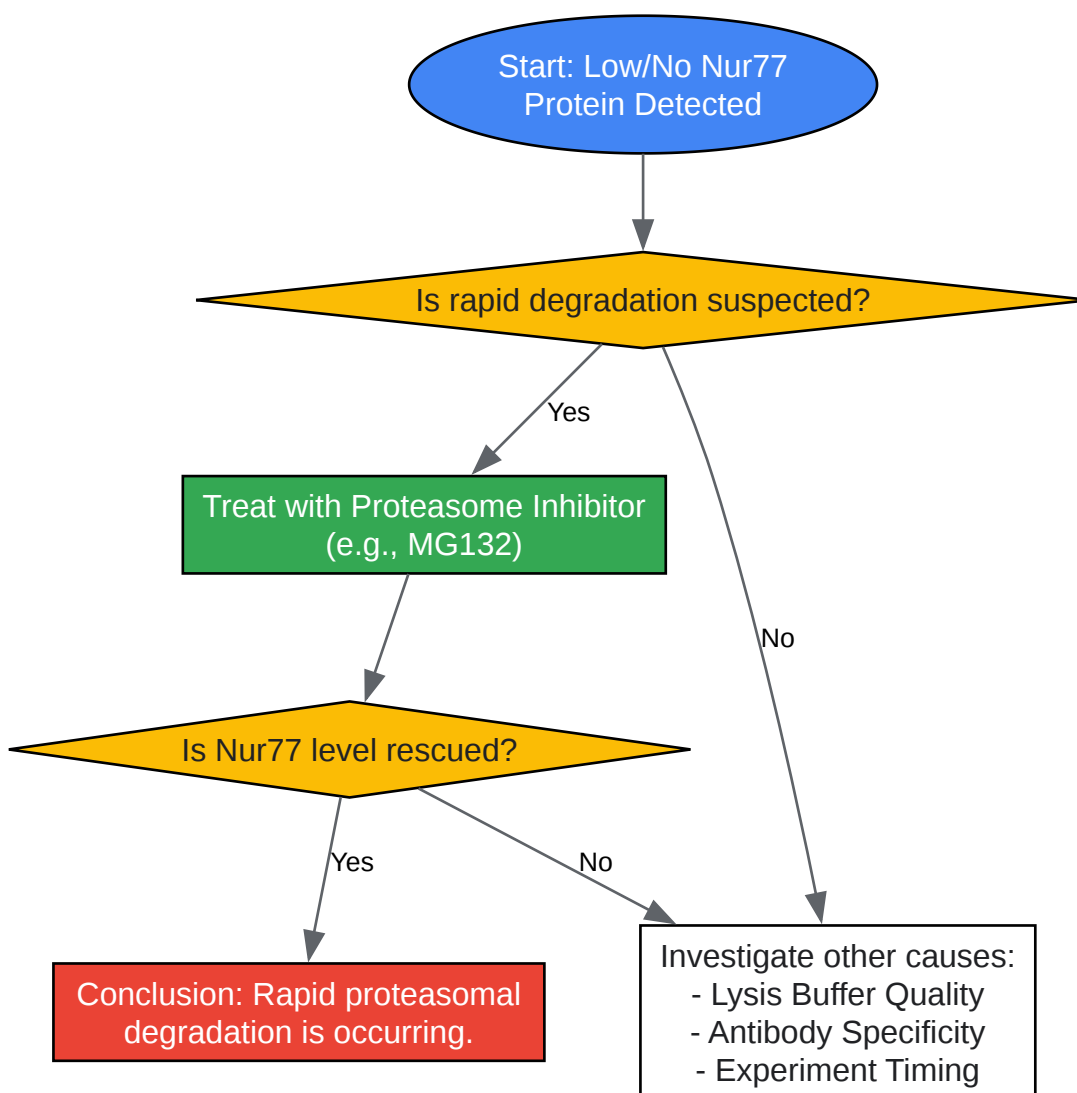 Start: Low/No Nur77
Protein Detected
Is rapid degradation suspected?
Yes
Treat with Proteasome Inhibitor
(e.g., MG132)
No
Is Nur77 level rescued?
Yes
No
Conclusion: Rapid proteasomal
degradation is occurring.
Investigate other causes:
- Lysis Buffer Quality
- Antibody Specificity
- Experiment Timing